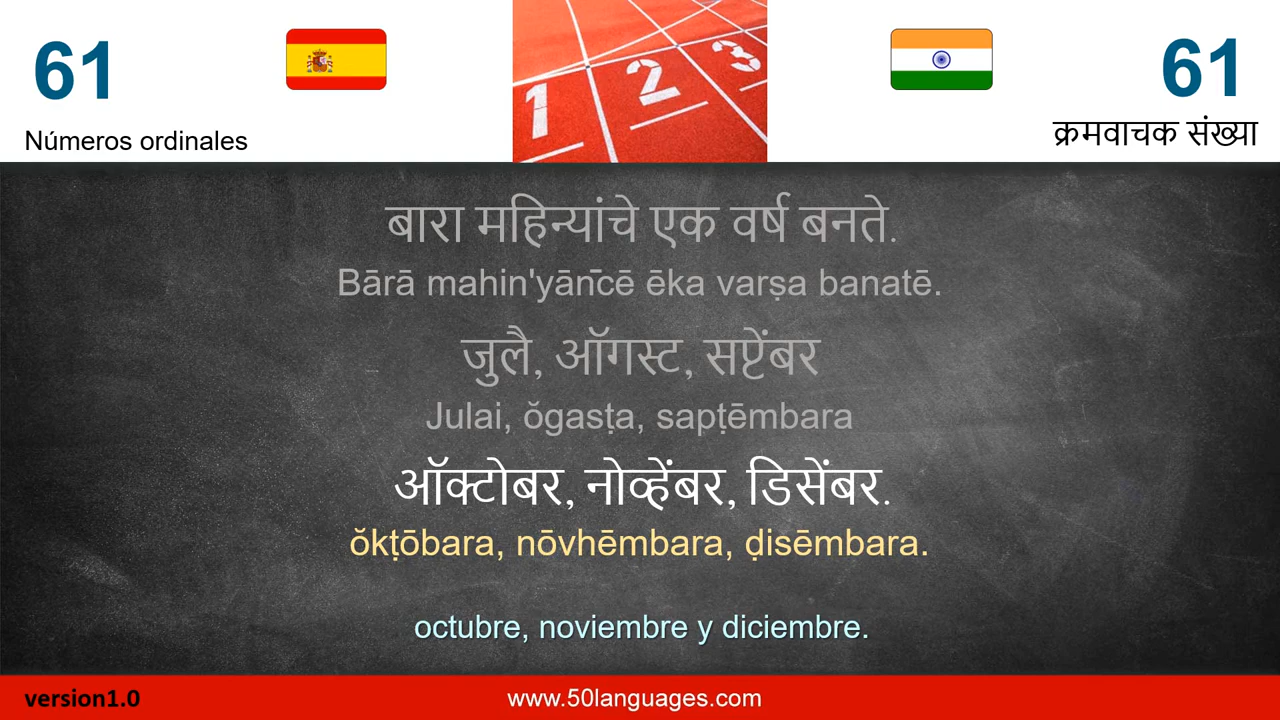 61
Números ordinales
1 2 3
61
क्रमवाचक संख्या
बारा महिन्यांचे एक वर्ष बनते.
Bārā mahin'yān̄cē ēka varṣa banatē.
जुलै, ऑगस्ट, सप्टेंबर
Julai, ŏgasṭa, sapṭēmbara
ऑक्टोबर, नोव्हेंबर, डिसेंबर.
ŏkṭōbara, nōvhēmbara, ḍisēmbara.
octubre, noviembre y diciembre.
version1.0
www.50languages.com